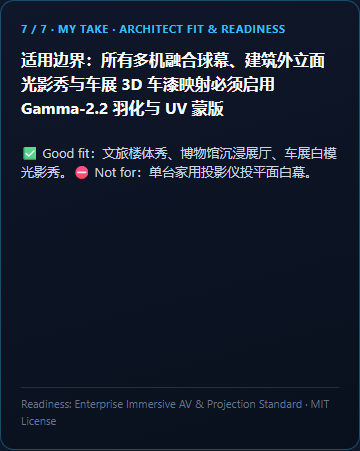 7 / 7 · MY TAKE · ARCHITECT FIT & READINESS
适用边界：所有多机融合球幕、建筑外立面
光影秀与车展 3D 车漆映射必须启用
Gamma-2.2 羽化与 UV 蒙版
✅ Good fit：文旅楼体秀、博物馆沉浸展厅、车展白模
光影秀。⛔ Not for：单台家用投影仪投平面白幕。
Readiness: Enterprise Immersive AV & Projection Standard · MIT
License